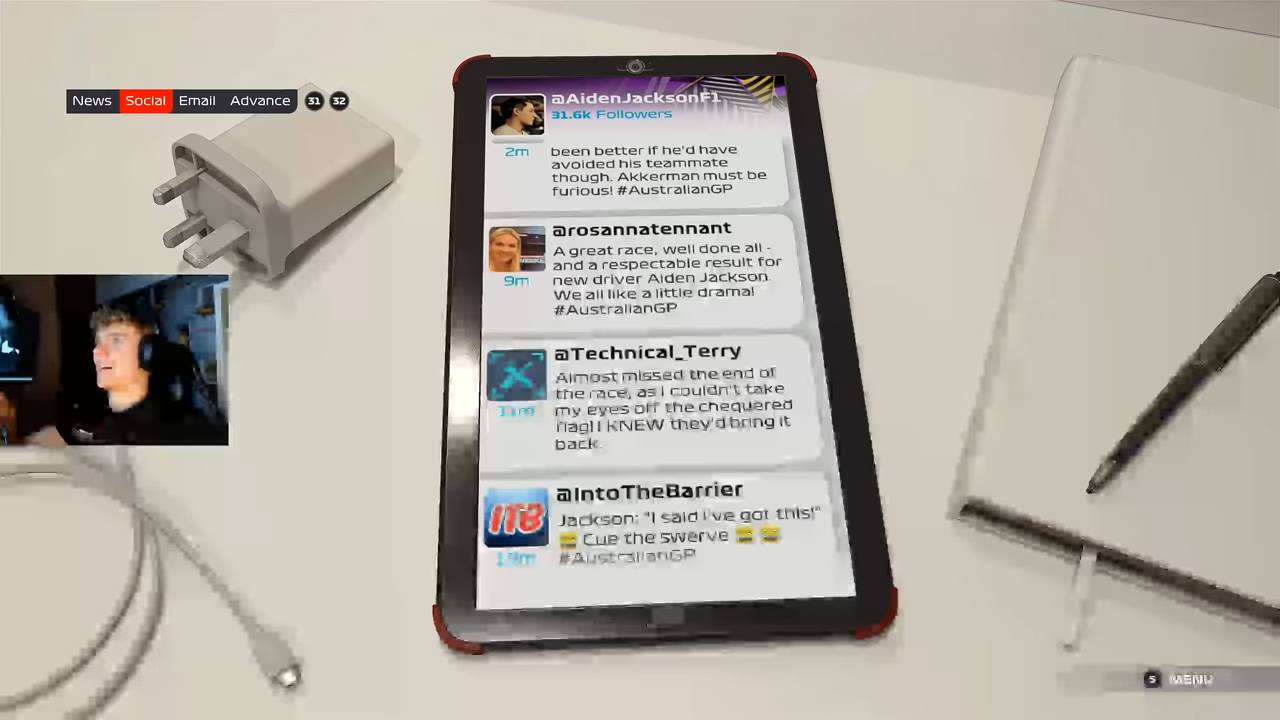 News Social Email Advance 31 32
@AidenJacksonF1
31.6k Followers
2m
been better if he'd have
avoided his teammate
though. Akkerman must be
furious! #AustralianGP
@rosannatennant
9m
A great race, well done all -
and a respectable result for
new driver Aiden Jackson.
We all like a little drama!
#AustralianGP
@Technical_Terry
11m
Almost missed the end of
the race, as I couldn't take
my eyes off the chequered
flag! I KNEW they'd bring it
back.
@IntoTheBarrier
ITB
19m
Jackson: "I said I've got this!"
Cue the swerve
#AustralianGP
S MENU